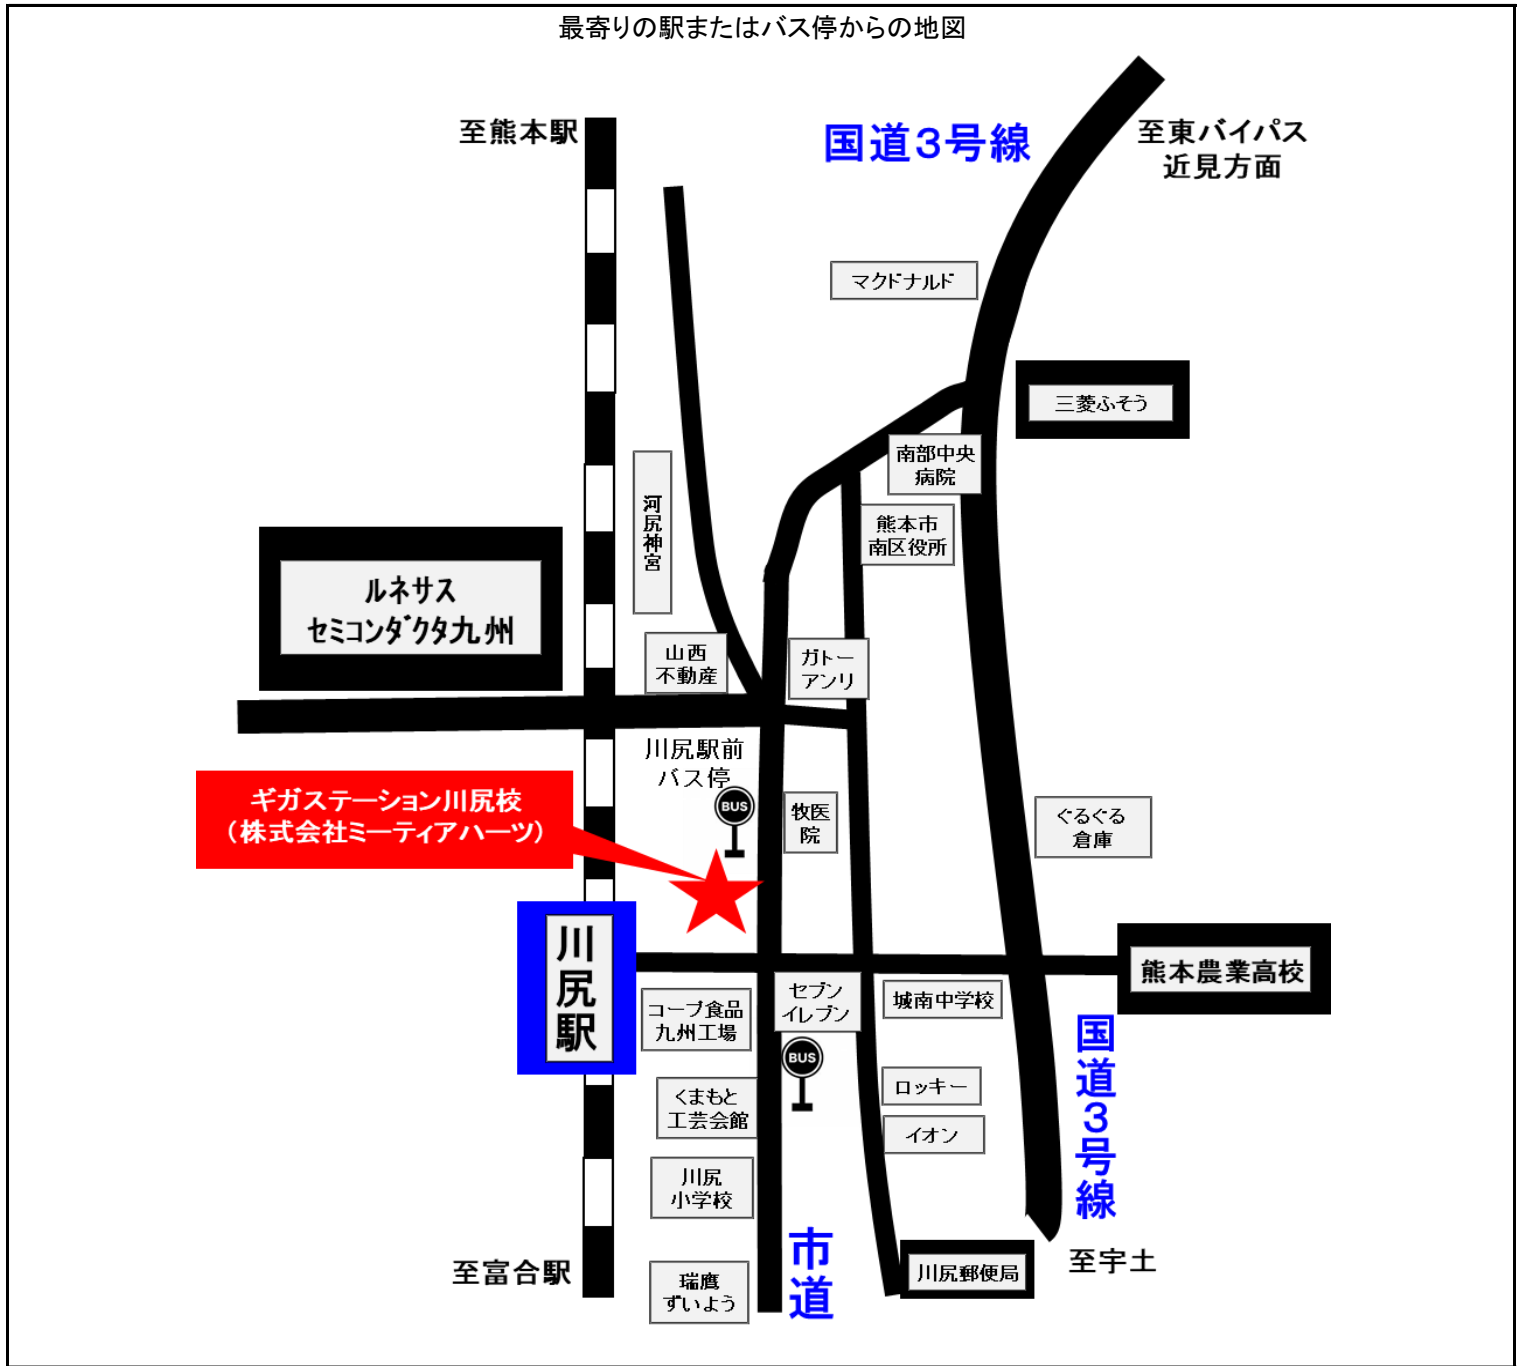 最寄りの駅またはバス停からの地図
至熊本駅
国道3号線
至東バイパス
近見方面
マクドナルド
三菱ふそう
南部中央
病院
河尻神宮
熊本市
南区役所
ルネサス
セミコンダクタ九州
山西
不動産
ガトー
アンリ
川尻駅前
バス停
BUS
ギガステーション川尻校
(株式会社ミーティアハーツ)
牧医
院
ぐるぐる
倉庫
川尻駅
熊本農業高校
コープ食品
九州工場
セブン
イレブン
城南中学校
BUS
国道3号線
ロッキー
くまもと
工芸会館
イオン
川尻
小学校
市道
至富合駅
瑞鷹
ずいよう
川尻郵便局
至宇土